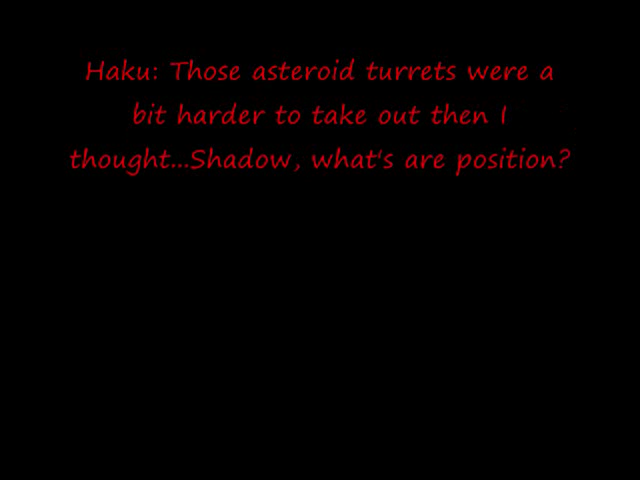 Haku: Those asteroid turrets were a
bit harder to take out then I
thought...Shadow, what's are position?